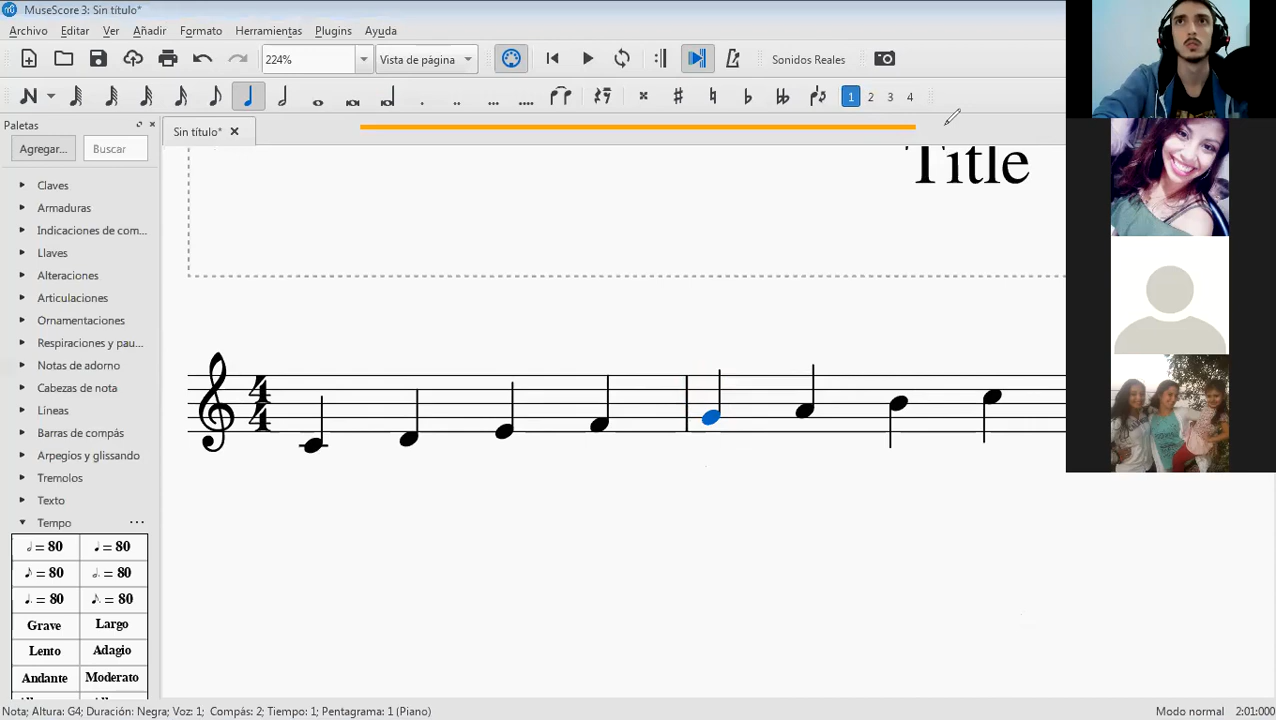 MuseScore 3: Sin título*
Archivo Editar Ver Añadir Formato Herramientas Plugins Ayuda
224% Vista de página Sonidos Reales
1 2 3 4
Paletas Sin título*
Agregar... Buscar
Title
Claves
Armaduras
Indicaciones de com...
Llaves
Alteraciones
Articulaciones
Ornamentaciones
Respiraciones y pau...
Notas de adorno
Cabezas de nota
Líneas
Barras de compás
Arpegios y glissando
Tremolos
Texto
Tempo ...
= 80 = 80
= 80 = 80
= 80 = 80
Grave Largo
Lento Adagio
Andante Moderato
4
4
Nota; Altura: G4; Duración: Negra; Voz: 1; Compás: 2; Tiempo: 1; Pentagrama: 1 (Piano) Modo normal 2:01:000